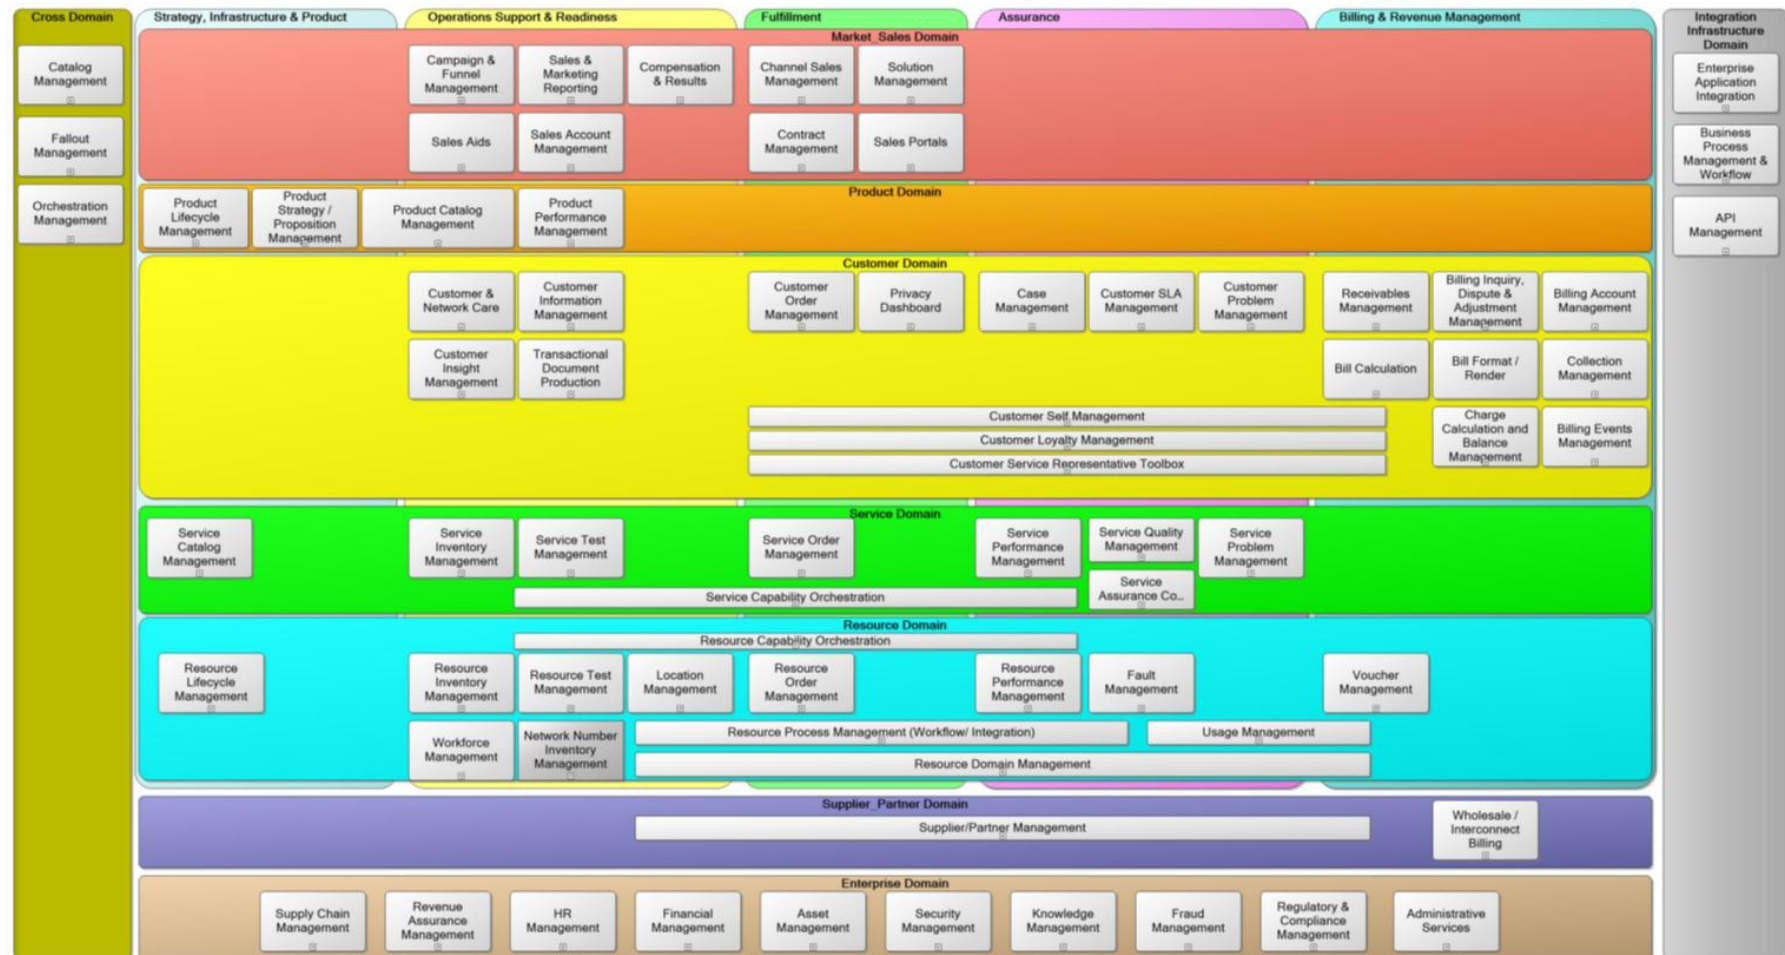 Cross Domain
Strategy, Infrastructure & Product
Operations Support & Readiness
Fulfillment
Assurance
Billing & Revenue Management
Integration
Infrastructure
Domain
Catalog
Management
Fallout
Management
Orchestration
Management
Market_Sales Domain
Campaign &
Funnel
Management
Sales &
Marketing
Reporting
Compensation
& Results
Channel Sales
Management
Solution
Management
Sales Aids
Sales Account
Management
Contract
Management
Sales Portals
Product Domain
Product
Lifecycle
Management
Product
Strategy /
Proposition
Management
Product Catalog
Management
Product
Performance
Management
Customer Domain
Customer &
Network Care
Customer
Information
Management
Customer
Order
Management
Privacy
Dashboard
Case
Management
Customer SLA
Management
Customer
Problem
Management
Receivables
Management
Billing Inquiry,
Dispute &
Adjustment
Management
Billing Account
Management
Customer
Insight
Management
Transactional
Document
Production
Bill Calculation
Bill Format /
Render
Collection
Management
Customer Self Management
Customer Loyalty Management
Customer Service Representative Toolbox
Charge
Calculation and
Balance
Management
Billing Events
Management
Service Domain
Service
Catalog
Management
Service
Inventory
Management
Service Test
Management
Service Order
Management
Service
Performance
Management
Service Quality
Management
Service
Problem
Management
Service Capability Orchestration
Service
Assurance Co...
Resource Domain
Resource Capability Orchestration
Resource
Lifecycle
Management
Resource
Inventory
Management
Resource Test
Management
Location
Management
Resource
Order
Management
Resource
Performance
Management
Fault
Management
Voucher
Management
Workforce
Management
Network Number
Inventory
Management
Resource Process Management (Workflow/ Integration)
Usage Management
Resource Domain Management
Supplier_Partner Domain
Supplier/Partner Management
Wholesale /
Interconnect
Billing
Enterprise Domain
Supply Chain
Management
Revenue
Assurance
Management
HR
Management
Financial
Management
Asset
Management
Security
Management
Knowledge
Management
Fraud
Management
Regulatory &
Compliance
Management
Administrative
Services
Enterprise
Application
Integration
Business
Process
Management &
Workflow
API
Management